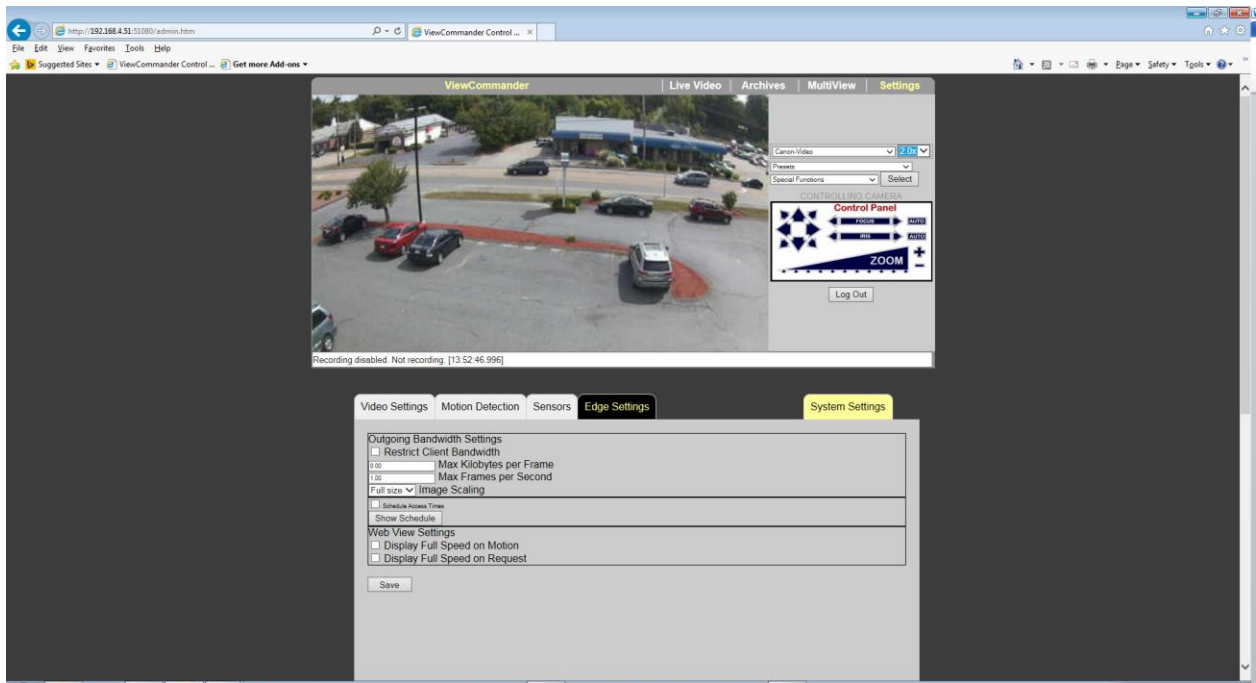 http://192.168.4.51:51080/admin.htm
ViewCommander Control ...
File Edit View Favorites Tools Help
Suggested Sites ViewCommander Control ... Get more Add-ons
Page Safety Tools
ViewCommander Live Video Archives MultiView Settings
Canon-Video 2.0x
Presets
Special Functions Select
CONTROLLING CAMERA
Control Panel
FOCUS AUTO
IRIS AUTO
ZOOM + −
Log Out
Recording disabled. Not recording. [13:52:46.996]
Video Settings Motion Detection Sensors Edge Settings System Settings
Outgoing Bandwidth Settings
Restrict Client Bandwidth
0.00 Max Kilobytes per Frame
1.00 Max Frames per Second
Full size Image Scaling
Schedule Access Times
Show Schedule
Web View Settings
Display Full Speed on Motion
Display Full Speed on Request
Save